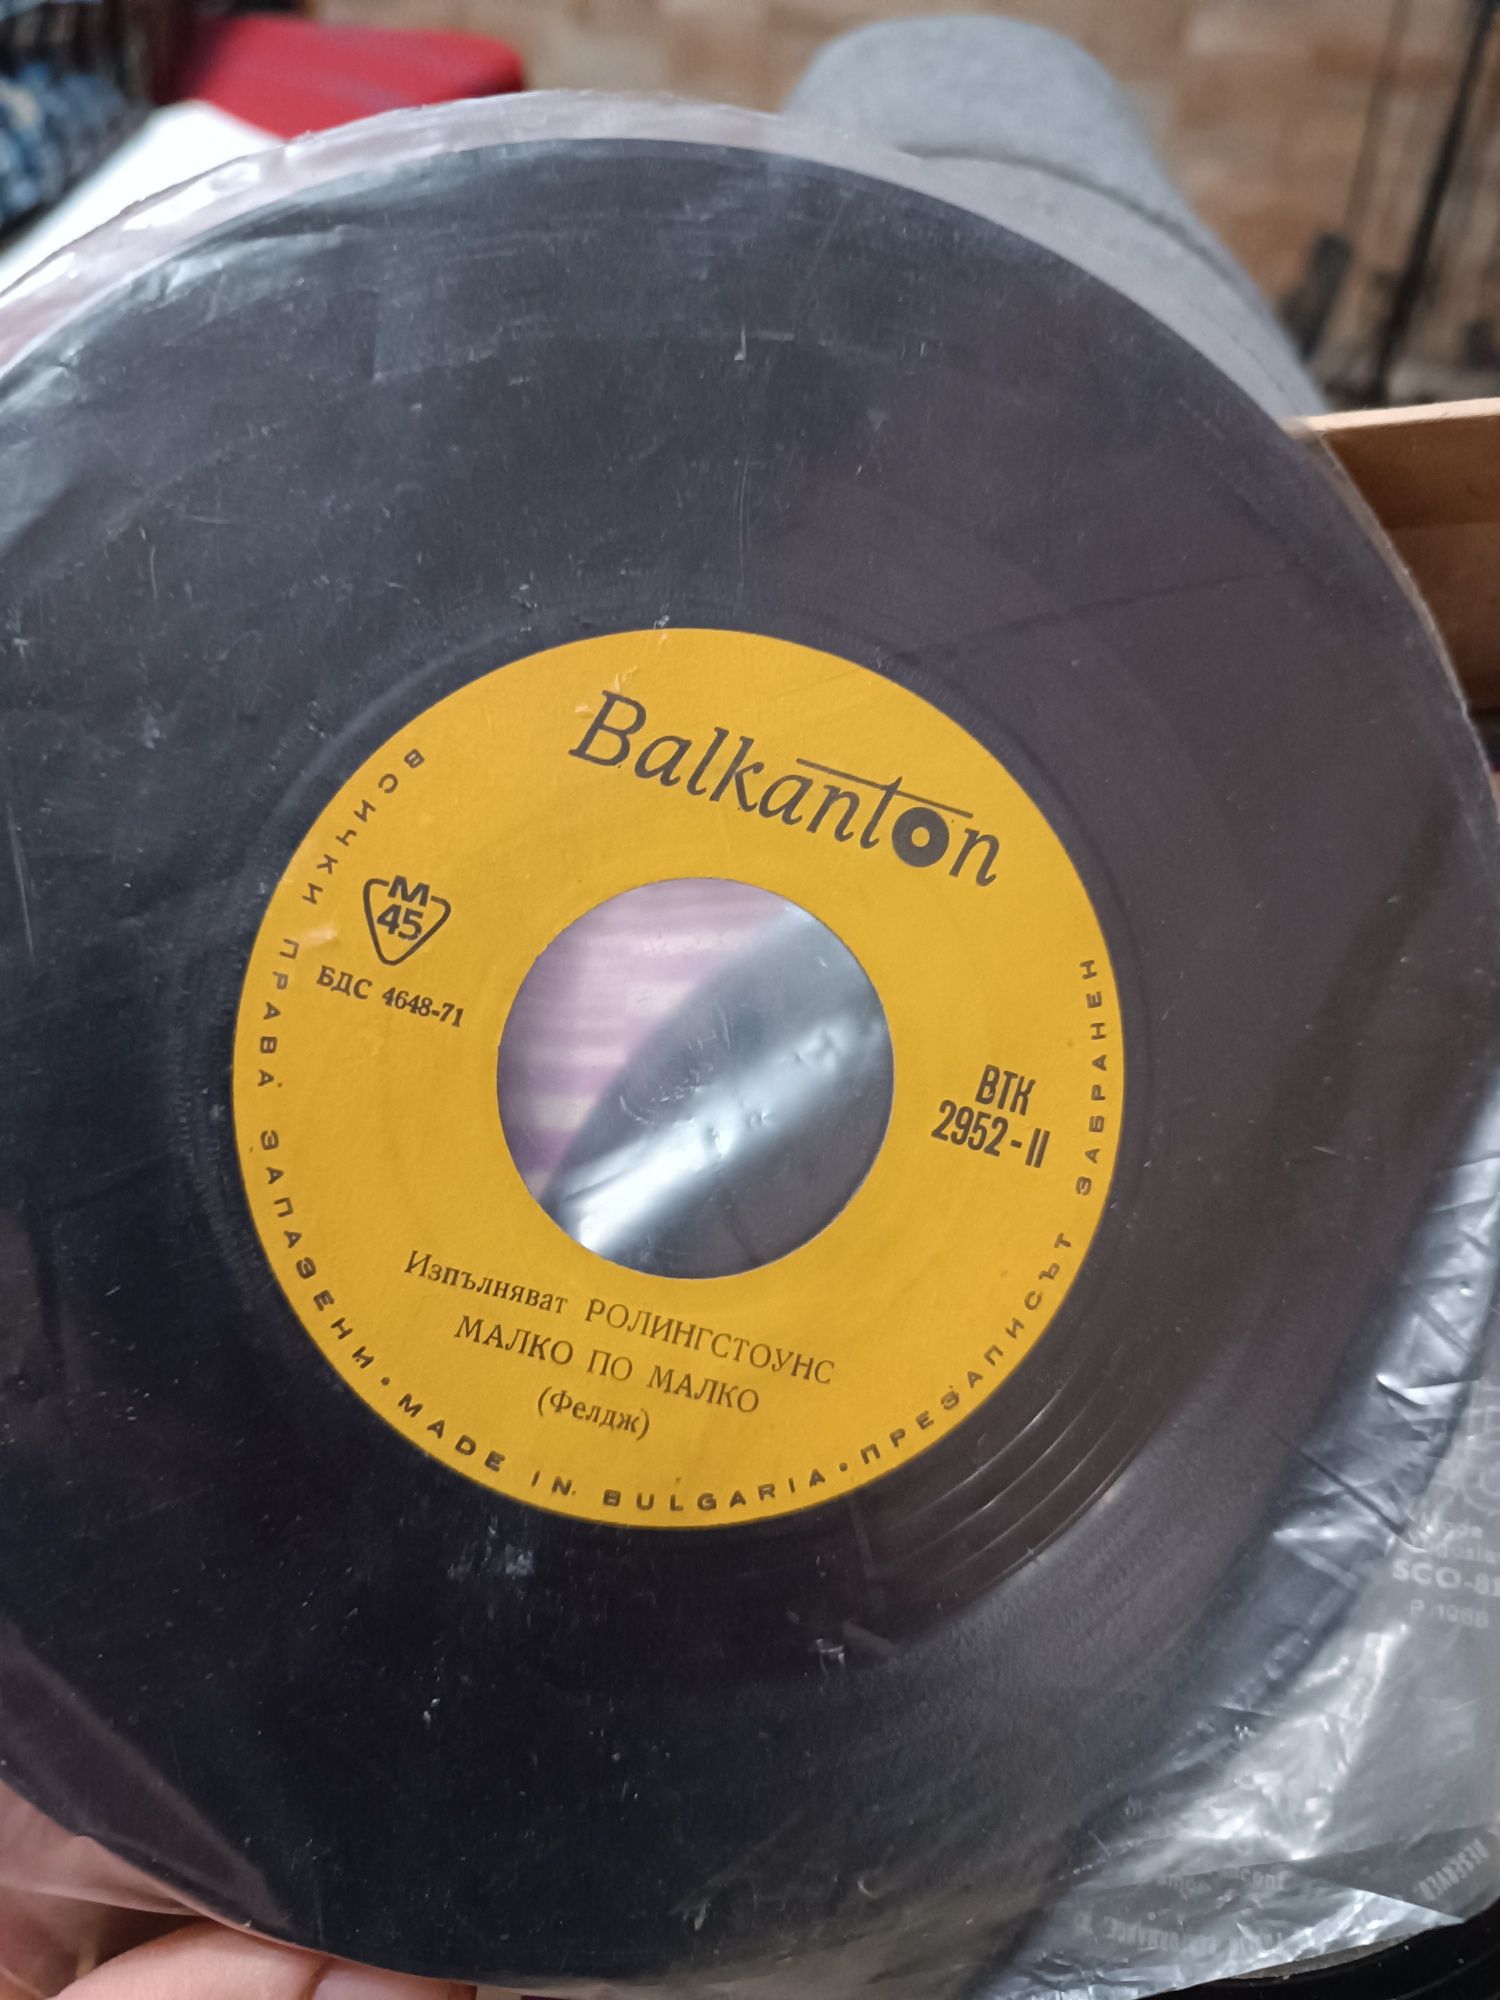 Balkanton
М
45
БДС 4648-71
ВТК
2952-II
Изпълняват РОЛИНГСТОУНС
МАЛКО ПО МАЛКО
(Фелдж)
ВСИЧКИ ПРАВА ЗАПАЗЕНИ • MADE IN BULGARIA • ПРЕЗАПИСЪТ ЗАБРАНЕН